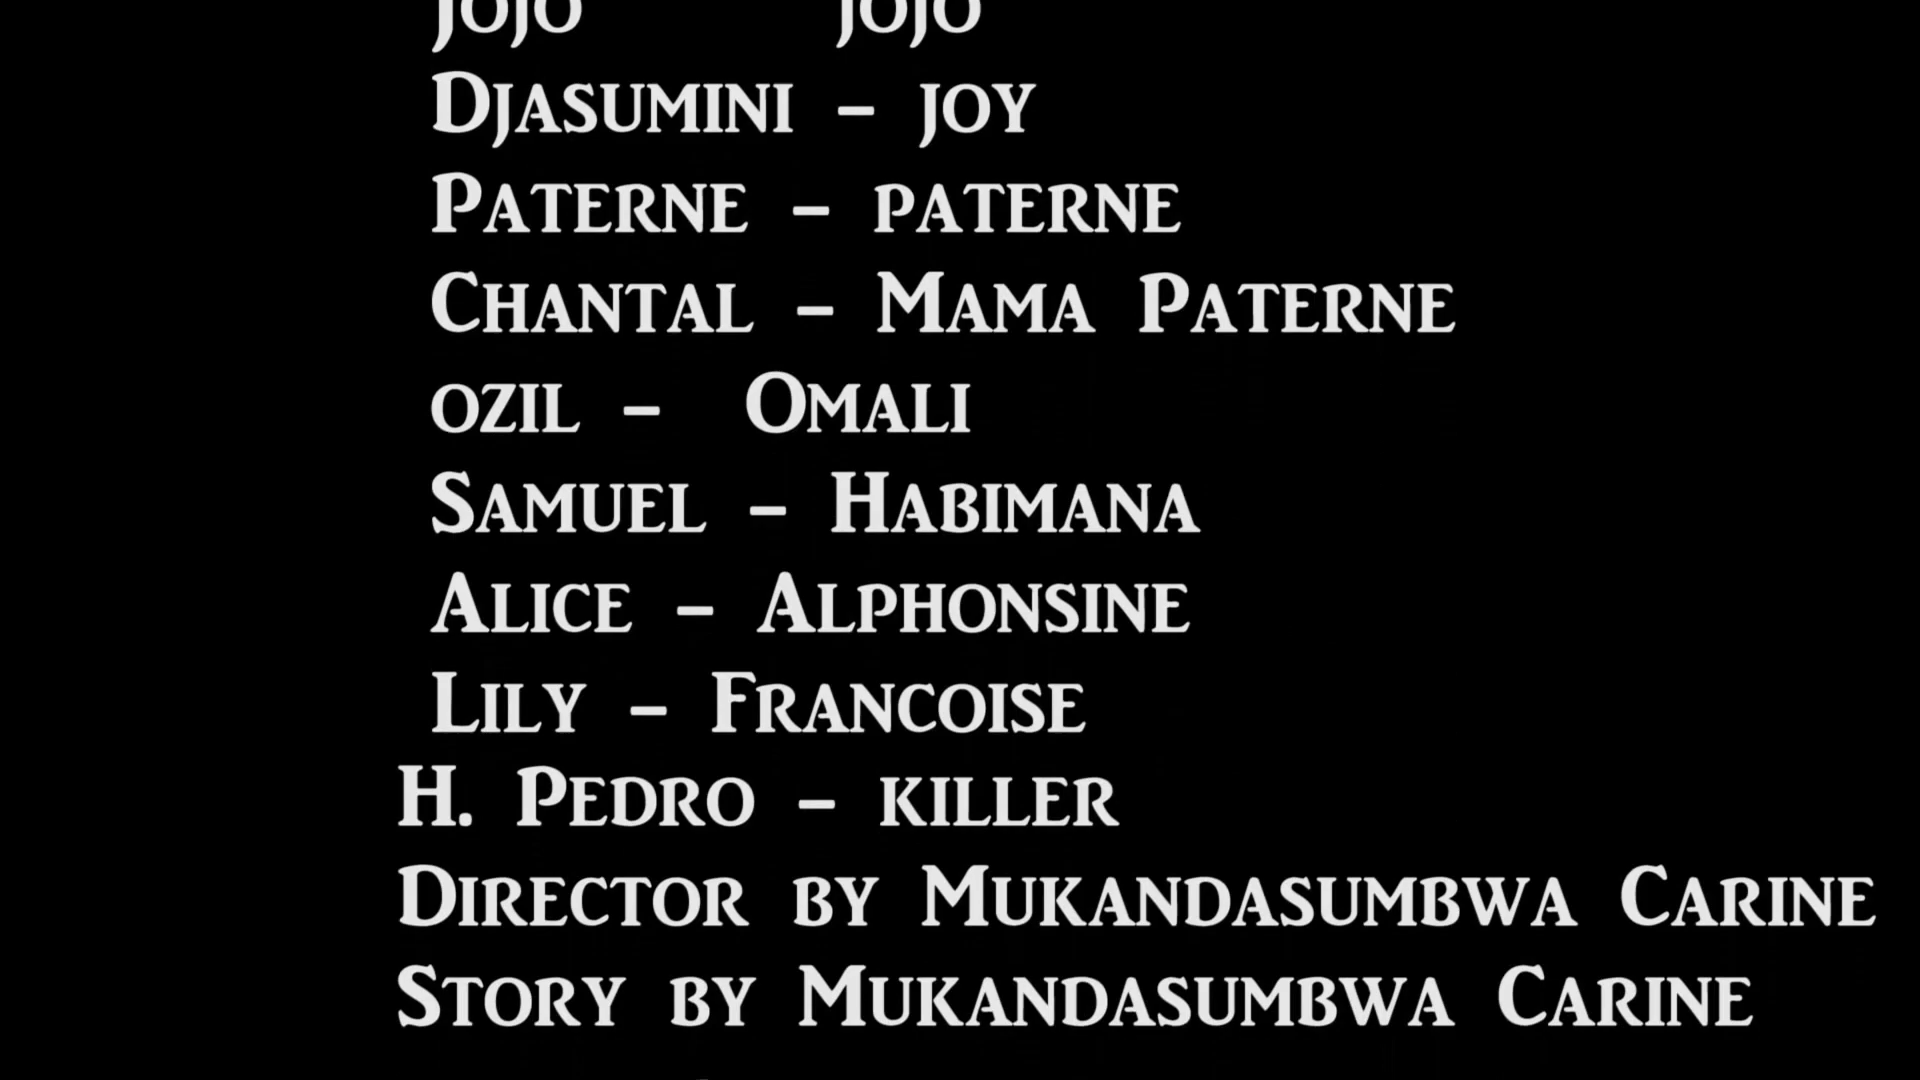 Jojo Jojo
Djasumini – joy
Paterne – paterne
Chantal – Mama Paterne
ozil – Omali
Samuel – Habimana
Alice – Alphonsine
Lily – Francoise
H. Pedro – killer
Director by Mukandasumbwa Carine
Story by Mukandasumbwa Carine